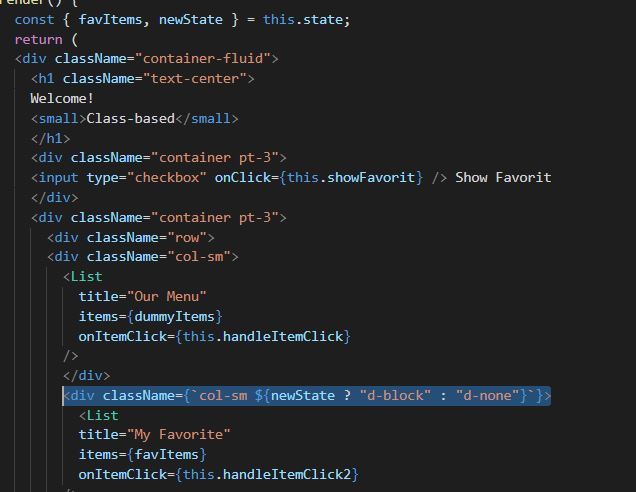 render() {
const { favItems, newState } = this.state;
return (
<div className="container-fluid">
<h1 className="text-center">
Welcome!
<small>Class-based</small>
</h1>
<div className="container pt-3">
<input type="checkbox" onClick={this.showFavorit} /> Show Favorit
</div>
<div className="container pt-3">
<div className="row">
<div className="col-sm">
<List
title="Our Menu"
items={dummyItems}
onItemClick={this.handleItemClick}
/>
</div>
<div className={`col-sm ${newState ? "d-block" : "d-none"}`}>
<List
title="My Favorite"
items={favItems}
onItemClick={this.handleItemClick2}